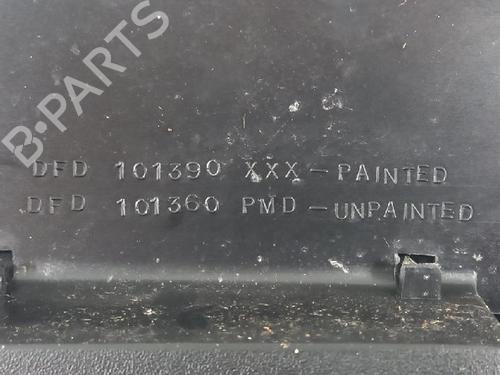 B-PARTS
DFD 101390 XXX-PAINTED
DFD 101360 PMD-UNPAINTED